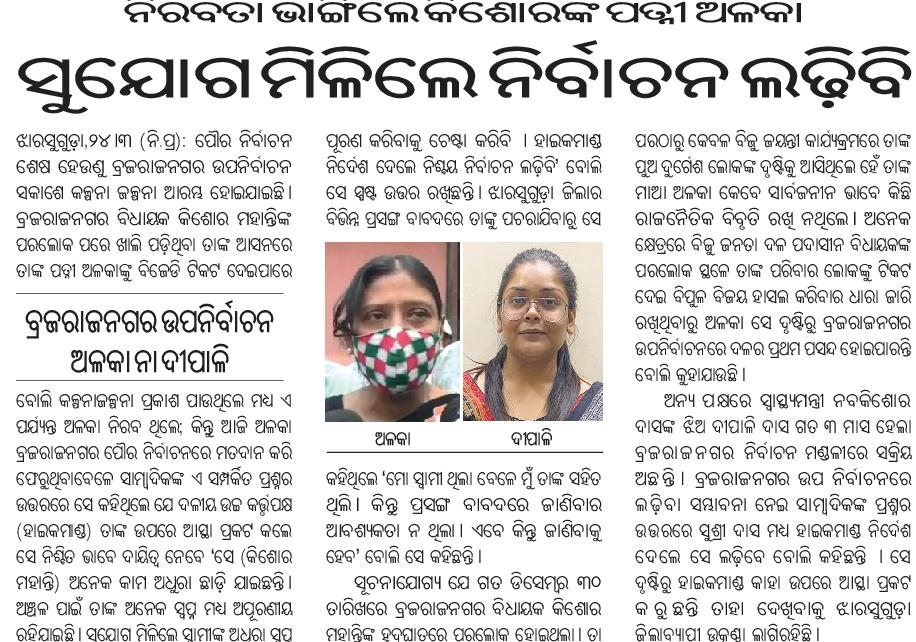 ନିରବତା ଭାଙ୍ଗିଲେ କିଶୋରଙ୍କ ପତ୍ନୀ ଅଳକା
ସୁଯୋଗ ମିଳିଲେ ନିର୍ବାଚନ ଲଢ଼ିବି
ଝାରସୁଗୁଡ଼ା,୨୪।୩ (ନି.ପ୍ର): ପୌର ନିର୍ବାଚନ
ଶେଷ ହେଉଣୁ ବ୍ରଜରାଜନଗର ଉପନିର୍ବାଚନ
ସକାଶେ କଳ୍ପନା ଜଳ୍ପନା ଆରମ୍ଭ ହୋଇଯାଇଛି।
ବ୍ରଜରାଜନଗର ବିଧାୟକ କିଶୋର ମହାନ୍ତିଙ୍କ
ପରଲୋକ ପରେ ଖାଲି ପଡ଼ିଥିବା ତାଙ୍କ ଆସନରେ
ତାଙ୍କ ପତ୍ନୀ ଅଳକାଙ୍କୁ ବିଜେଡି ଟିକଟ ଦେଇପାରେ
ବ୍ରଜରାଜନଗର ଉପନିର୍ବାଚନ
ଅଳକା ନା ଦୀପାଳି
ବୋଲି କଳ୍ପନାଜଳ୍ପନା ପ୍ରକାଶ ପାଉଥିଲେ ମଧ୍ୟ ଏ
ପର୍ଯ୍ୟନ୍ତ ଅଳକା ନିରବ ଥିଲେ; କିନ୍ତୁ ଆଜି ଅଳକା
ବ୍ରଜରାଜନଗର ପୌର ନିର୍ବାଚନରେ ମତଦାନ କରି
ଫେରୁଥିବାବେଳେ ସାମ୍ବାଦିକଙ୍କ ଏ ସମ୍ପର୍କିତ ପ୍ରଶ୍ନର
ଉତ୍ତରରେ ସେ କହିଥିଲେ ଯେ ଦଳୀୟ ଉଚ୍ଚ କର୍ତ୍ତୃପକ୍ଷ
(ହାଇକମାଣ୍ଡ) ତାଙ୍କ ଉପରେ ଆସ୍ଥା ପ୍ରକଟ କଲେ
ସେ ନିଶ୍ଚିତ ଭାବେ ଦାୟିତ୍ୱ ନେବେ ‘ସେ (କିଶୋର
ମହାନ୍ତି) ଅନେକ କାମ ଅଧୁରା ଛାଡ଼ି ଯାଇଛନ୍ତି।
ଅଞ୍ଚଳ ପାଇଁ ତାଙ୍କ ଅନେକ ସ୍ୱପ୍ନ ମଧ୍ୟ ଅପୂରଣୀୟ
ରହିଯାଇଛି। ସୁଯୋଗ ମିଳିଲେ ସ୍ୱାମୀଙ୍କ ଅଧୁରା ସ୍ୱପ୍ନ
ପୂରଣ କରିବାକୁ ଚେଷ୍ଟା କରିବି । ହାଇକମାଣ୍ଡ
ନିର୍ଦେଶ ଦେଲେ ନିଶ୍ଚୟ ନିର୍ବାଚନ ଲଢ଼ିବି’ ବୋଲି
ସେ ସ୍ପଷ୍ଟ ଉତ୍ତର ରଖିଛନ୍ତି। ଝାରସୁଗୁଡ଼ା ଜିଲାର
ବିଭିନ୍ନ ପ୍ରସଙ୍ଗ ବାବଦରେ ତାଙ୍କୁ ପଚରାଯିବାରୁ ସେ
ଅଳକା ଦୀପାଳି
କହିଥିଲେ ‘ମୋ ସ୍ୱାମୀ ଥିଲା ବେଳେ ମୁଁ ତାଙ୍କ ସହିତ
ଥିଲି। କିନ୍ତୁ ପ୍ରସଙ୍ଗ ବାବଦରେ ଜାଣିବାର
ଆବଶ୍ୟକତା ନ ଥିଲା। ଏବେ କିନ୍ତୁ ଜାଣିବାକୁ
ହେବ’ ବୋଲି ସେ କହିଛନ୍ତି।
ସୂଚନାଯୋଗ୍ୟ ଯେ ଗତ ଡିସେମ୍ବର ୩୦
ତାରିଖରେ ବ୍ରଜରାଜନଗର ବିଧାୟକ କିଶୋର
ମହାନ୍ତିଙ୍କ ହୃଦଘାତରେ ପରଲୋକ ହୋଇଥିଲା। ତା
ପରଠାରୁ କେବଳ ବିଜୁ ଜୟନ୍ତୀ କାର୍ଯ୍ୟକ୍ରମରେ ତାଙ୍କ
ପୁଅ ଦୁର୍ଗେଶ ଲୋକଙ୍କ ଦୃଷ୍ଟିକୁ ଆସିଥିଲେ ହେଁ ତାଙ୍କ
ମାଆ ଅଳକା କେବେ ସାର୍ବଜନୀନ ଭାବେ କିଛି
ରାଜନୈତିକ ବିବୃତି ରଖି ନଥିଲେ। ଅନେକ
କ୍ଷେତ୍ରରେ ବିଜୁ ଜନତା ଦଳ ପଦାସୀନ ବିଧାୟକଙ୍କ
ପରଲୋକ ସ୍ଥଳେ ତାଙ୍କ ପରିବାର ଲୋକଙ୍କୁ ଟିକଟ
ଦେଇ ବିପୁଳ ବିଜୟ ହାସଲ କରିବାର ଧାରା ଜାରି
ରଖିଥିବାରୁ ଅଳକା ସେ ଦୃଷ୍ଟିରୁ ବ୍ରଜରାଜନଗର
ଉପନିର୍ବାଚନରେ ଦଳର ପ୍ରଥମ ପସନ୍ଦ ହୋଇପାରନ୍ତି
ବୋଲି କୁହାଯାଉଛି।
ଅନ୍ୟ ପକ୍ଷରେ ସ୍ୱାସ୍ଥ୍ୟମନ୍ତ୍ରୀ ନବକିଶୋର
ଦାସଙ୍କ ଝିଅ ଦୀପାଳି ଦାସ ଗତ ୩ ମାସ ହେଲା
ବ୍ରଜରାଜନଗର ନିର୍ବାଚନ ମଣ୍ଡଳୀରେ ସକ୍ରିୟ
ଅଛନ୍ତି। ବ୍ରଜରାଜନଗର ଉପ ନିର୍ବାଚନରେ
ଲଢ଼ିବା ସମ୍ଭାବନା ନେଇ ସାମ୍ବାଦିକଙ୍କ ପ୍ରଶ୍ନର
ଉତ୍ତରରେ ସୁଶ୍ରୀ ଦାସ ମଧ୍ୟ ହାଇକମାଣ୍ଡ ନିର୍ଦେଶ
ଦେଲେ ସେ ଲଢ଼ିବେ ବୋଲି କହିଛନ୍ତି । ସେ
ଦୃଷ୍ଟିରୁ ହାଇକମାଣ୍ଡ କାହା ଉପରେ ଆସ୍ଥା ପ୍ରକଟ
କରୁଛନ୍ତି ତାହା ଦେଖିବାକୁ ଝାରସୁଗୁଡ଼ା
ଜିଲାବ୍ୟାପୀ ଉତ୍କଣ୍ଠା ଲାଗିରହିଛି।